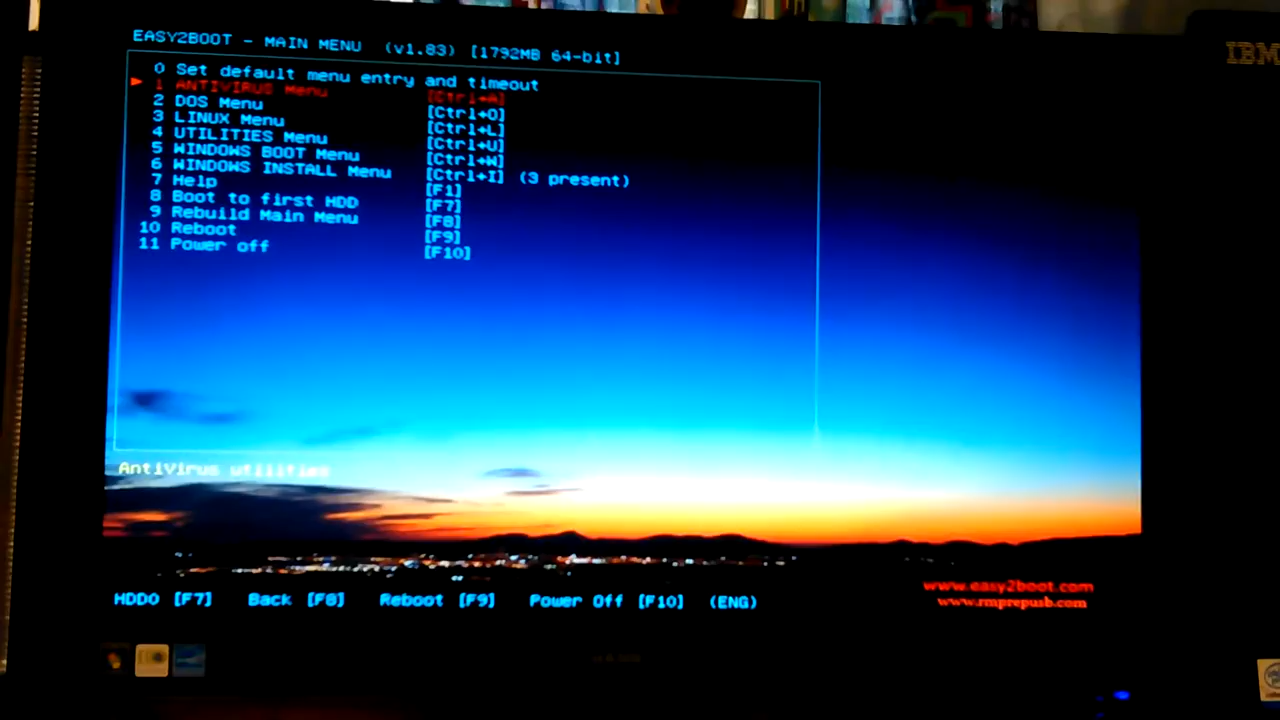 IBM
EASY2BOOT - MAIN MENU (v1.83) [1792MB 64-bit]
0 Set default menu entry and timeout
1 ANTIVIRUS Menu [Ctrl+A]
2 DOS Menu [Ctrl+O]
3 LINUX Menu [Ctrl+L]
4 UTILITIES Menu [Ctrl+U]
5 WINDOWS BOOT Menu [Ctrl+W]
6 WINDOWS INSTALL Menu [Ctrl+I] (3 present)
7 Help [F1]
8 Boot to first HDD [F7]
9 Rebuild Main Menu [F8]
10 Reboot [F9]
11 Power off [F10]
AntiVirus utilities
www.easy2boot.com
www.rmprepusb.com
HDD0 [F7] Back [F8] Reboot [F9] Power Off [F10] (ENG)